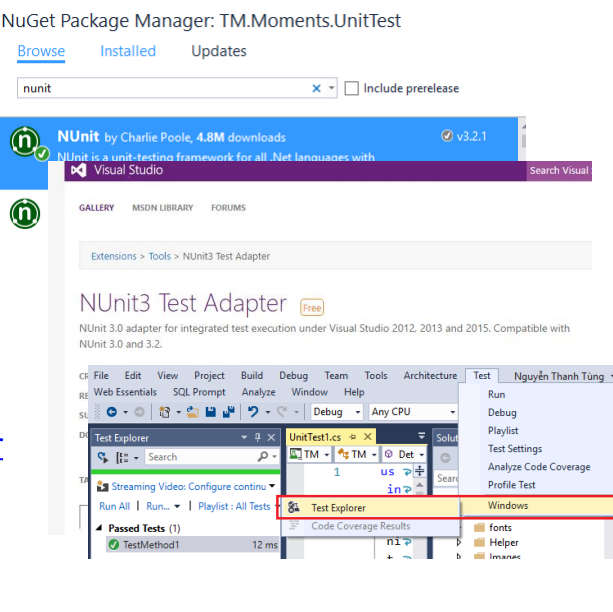 NuGet Package Manager: TM.Moments.UnitTest
Browse Installed Updates
nunit
Include prerelease
NUnit by Charlie Poole, 4.8M downloads
v3.2.1
NUnit is a unit-testing framework for all .Net languages with
Visual Studio
Search Visual
GALLERY MSDN LIBRARY FORUMS
Extensions > Tools > NUnit3 Test Adapter
NUnit3 Test Adapter Free
NUnit 3.0 adapter for integrated test execution under Visual Studio 2012, 2013 and 2015. Compatible with
NUnit 3.0 and 3.2.
File Edit View Project Build Debug Team Tools Architecture Test Nguyễn Thanh Tùng
Web Essentials SQL Prompt Analyze Window Help
Debug Any CPU
Run
Debug
Playlist
Test Settings
Analyze Code Coverage
Profile Test
Windows
Test Explorer
Search
Streaming Video: Configure continu
Run All | Run... | Playlist : All Tests
Passed Tests (1)
TestMethod1 12 ms
UnitTest1.cs
TM TM Det
1 us
in
Solut
Sear
Test Explorer
Code Coverage Results
ni
fonts
Helper
Images